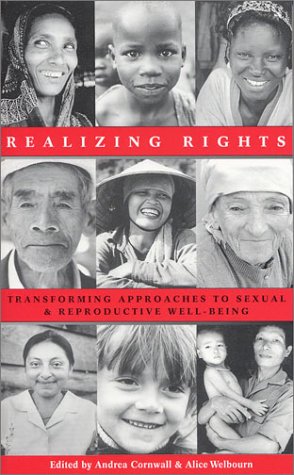 REALIZING RIGHTS
TRANSFORMING APPROACHES TO SEXUAL
& REPRODUCTIVE WELL-BEING
Edited by Andrea Cornwall & Alice Welbourn